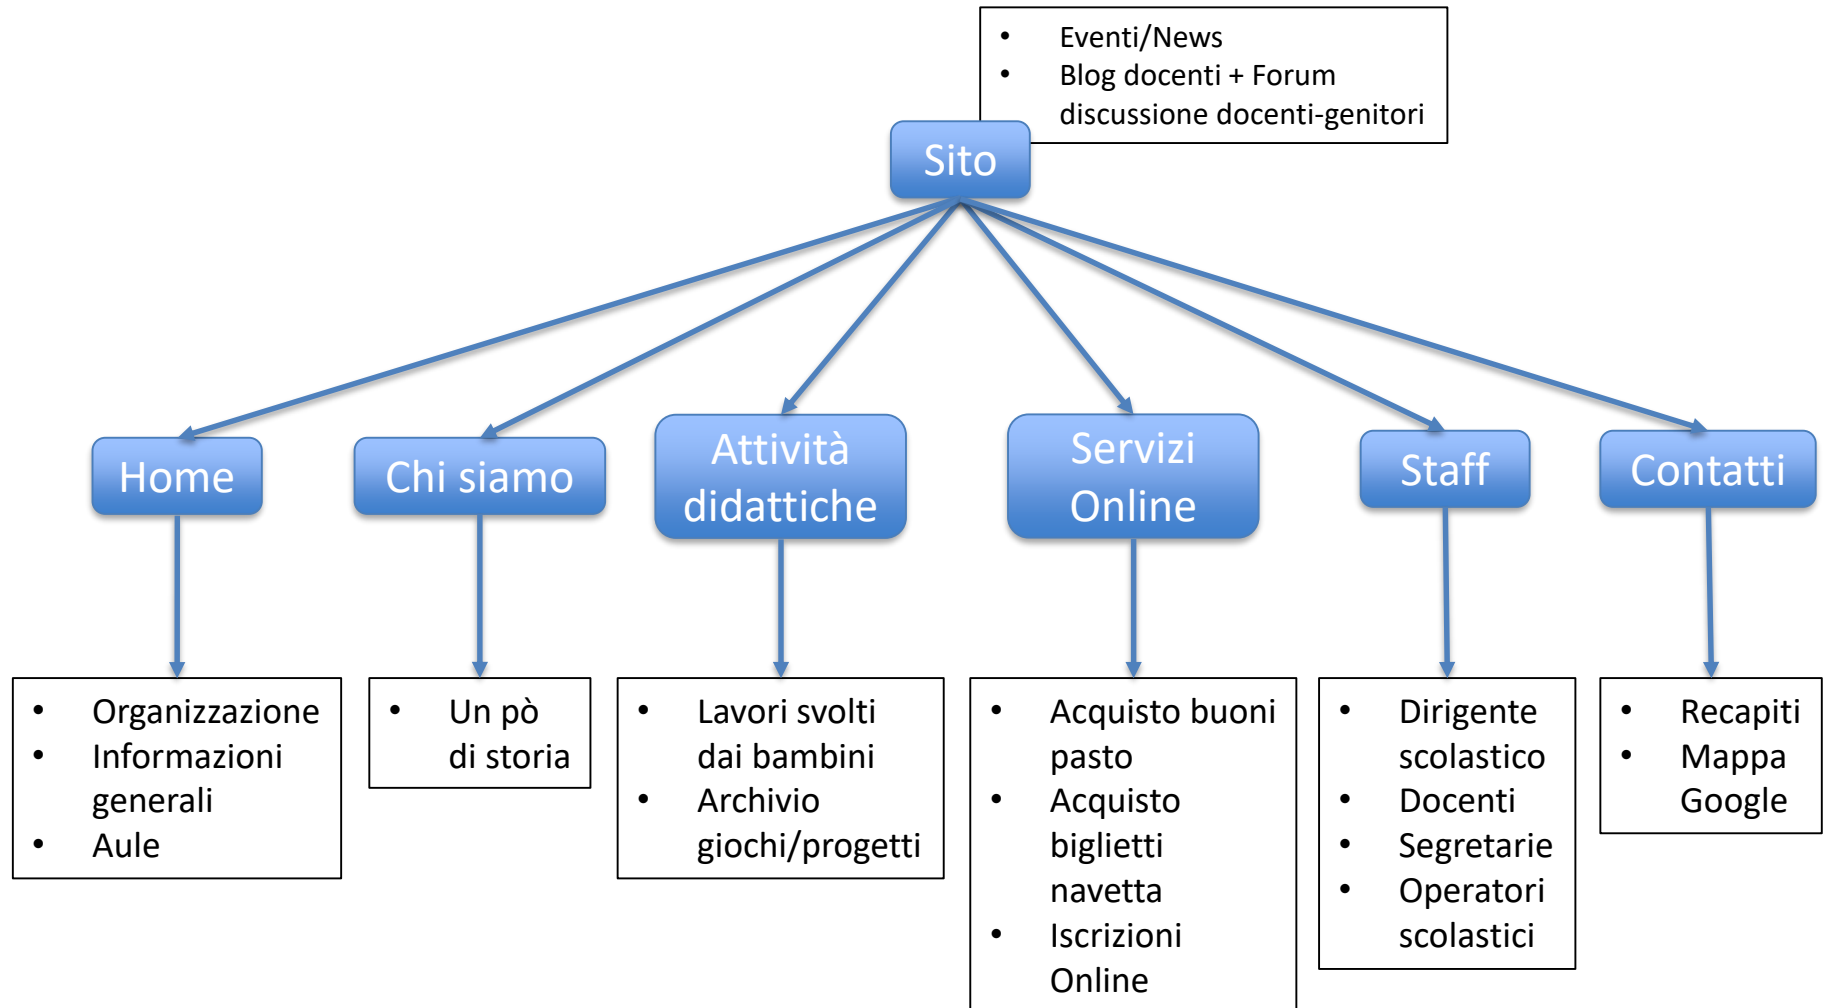 • Eventi/News
• Blog docenti + Forum
discussione docenti-genitori
Sito
Home
Chi siamo
Attività
didattiche
Servizi
Online
Staff
Contatti
• Organizzazione
• Informazioni
generali
• Aule
• Un pò
di storia
• Lavori svolti
dai bambini
• Archivio
giochi/progetti
• Acquisto buoni
pasto
• Acquisto
biglietti
navetta
• Iscrizioni
Online
• Dirigente
scolastico
• Docenti
• Segretarie
• Operatori
scolastici
• Recapiti
• Mappa
Google